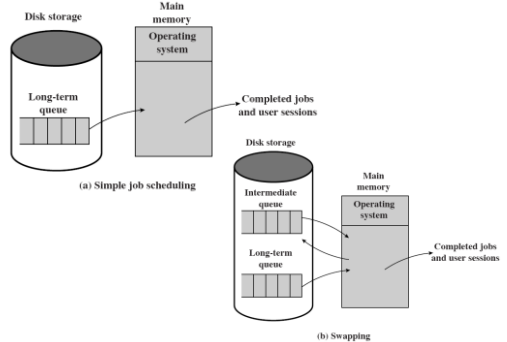 Disk storage
Main
memory
Operating
system
Long-term
queue
Completed jobs
and user sessions
(a) Simple job scheduling
Disk storage
Main
memory
Intermediate
queue
Operating
system
Long-term
queue
Completed jobs
and user sessions
(b) Swapping